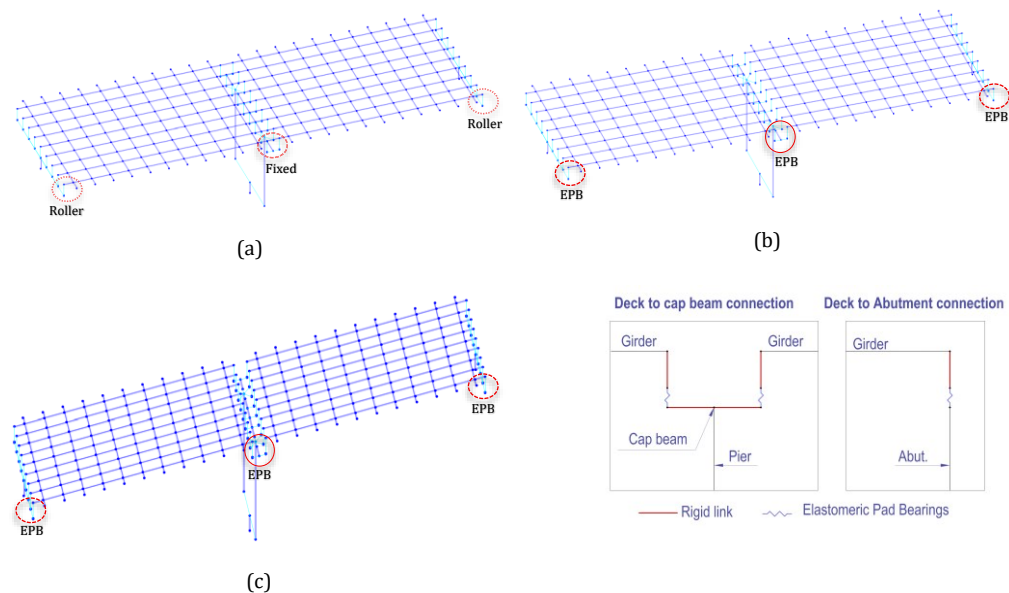 Roller
Fixed
Roller
(a)
EPB
EPB
EPB
(b)
EPB
EPB
EPB
(c)
Deck to cap beam connection
Deck to Abutment connection
Girder
Girder
Girder
Cap beam
Pier
Abut.
Rigid link
Elastomeric Pad Bearings